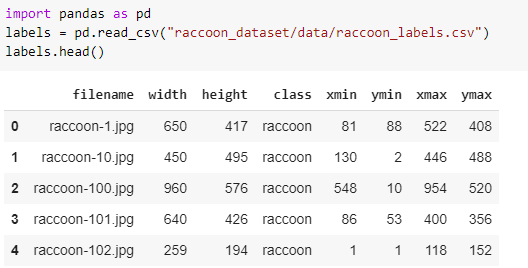 import pandas as pd
labels = pd.read_csv("raccoon_dataset/data/raccoon_labels.csv")
labels.head()
filename width height class xmin ymin xmax ymax
0 raccoon-1.jpg 650 417 raccoon 81 88 522 408
1 raccoon-10.jpg 450 495 raccoon 130 2 446 488
2 raccoon-100.jpg 960 576 raccoon 548 10 954 520
3 raccoon-101.jpg 640 426 raccoon 86 53 400 356
4 raccoon-102.jpg 259 194 raccoon 1 1 118 152